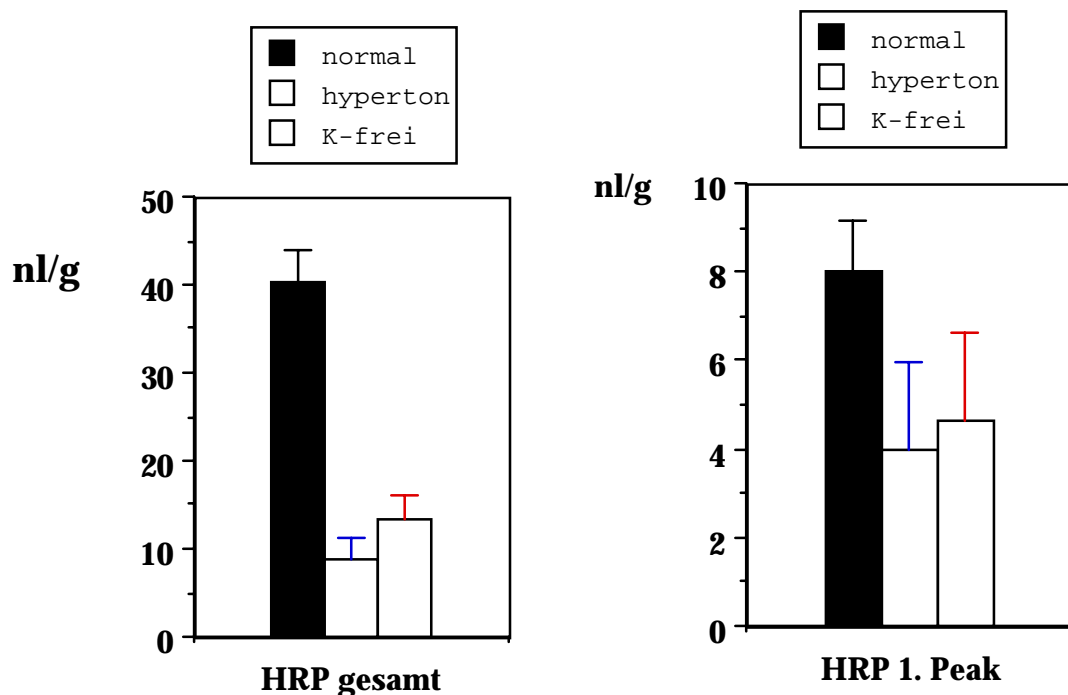 normal
hyperton
K-frei
nl/g
50
40
30
20
10
0
HRP gesamt
normal
hyperton
K-frei
nl/g
10
8
6
4
2
0
HRP 1. Peak